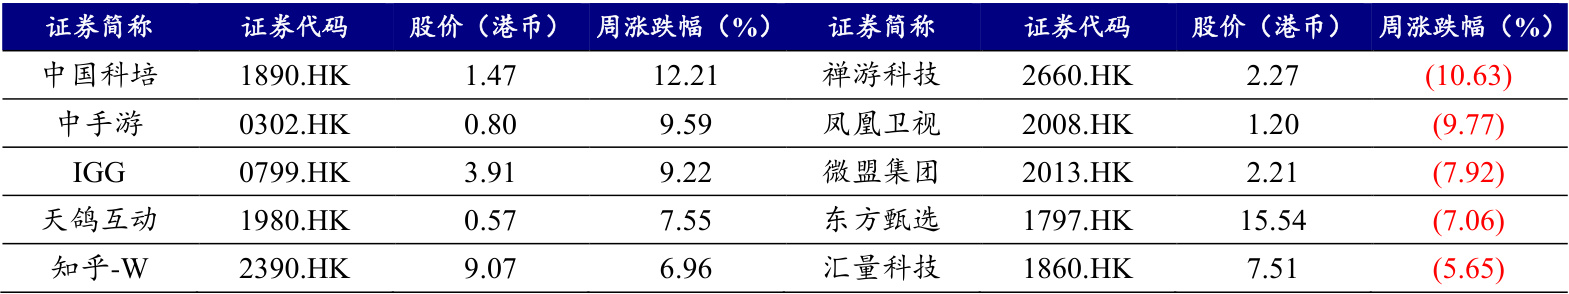 证券简称 证券代码 股价（港币） 周涨跌幅（%） 证券简称 证券代码 股价（港币） 周涨跌幅（%）
中国科培 1890.HK 1.47 12.21 禅游科技 2660.HK 2.27 (10.63)
中手游 0302.HK 0.80 9.59 凤凰卫视 2008.HK 1.20 (9.77)
IGG 0799.HK 3.91 9.22 微盟集团 2013.HK 2.21 (7.92)
天鸽互动 1980.HK 0.57 7.55 东方甄选 1797.HK 15.54 (7.06)
知乎-W 2390.HK 9.07 6.96 汇量科技 1860.HK 7.51 (5.65)